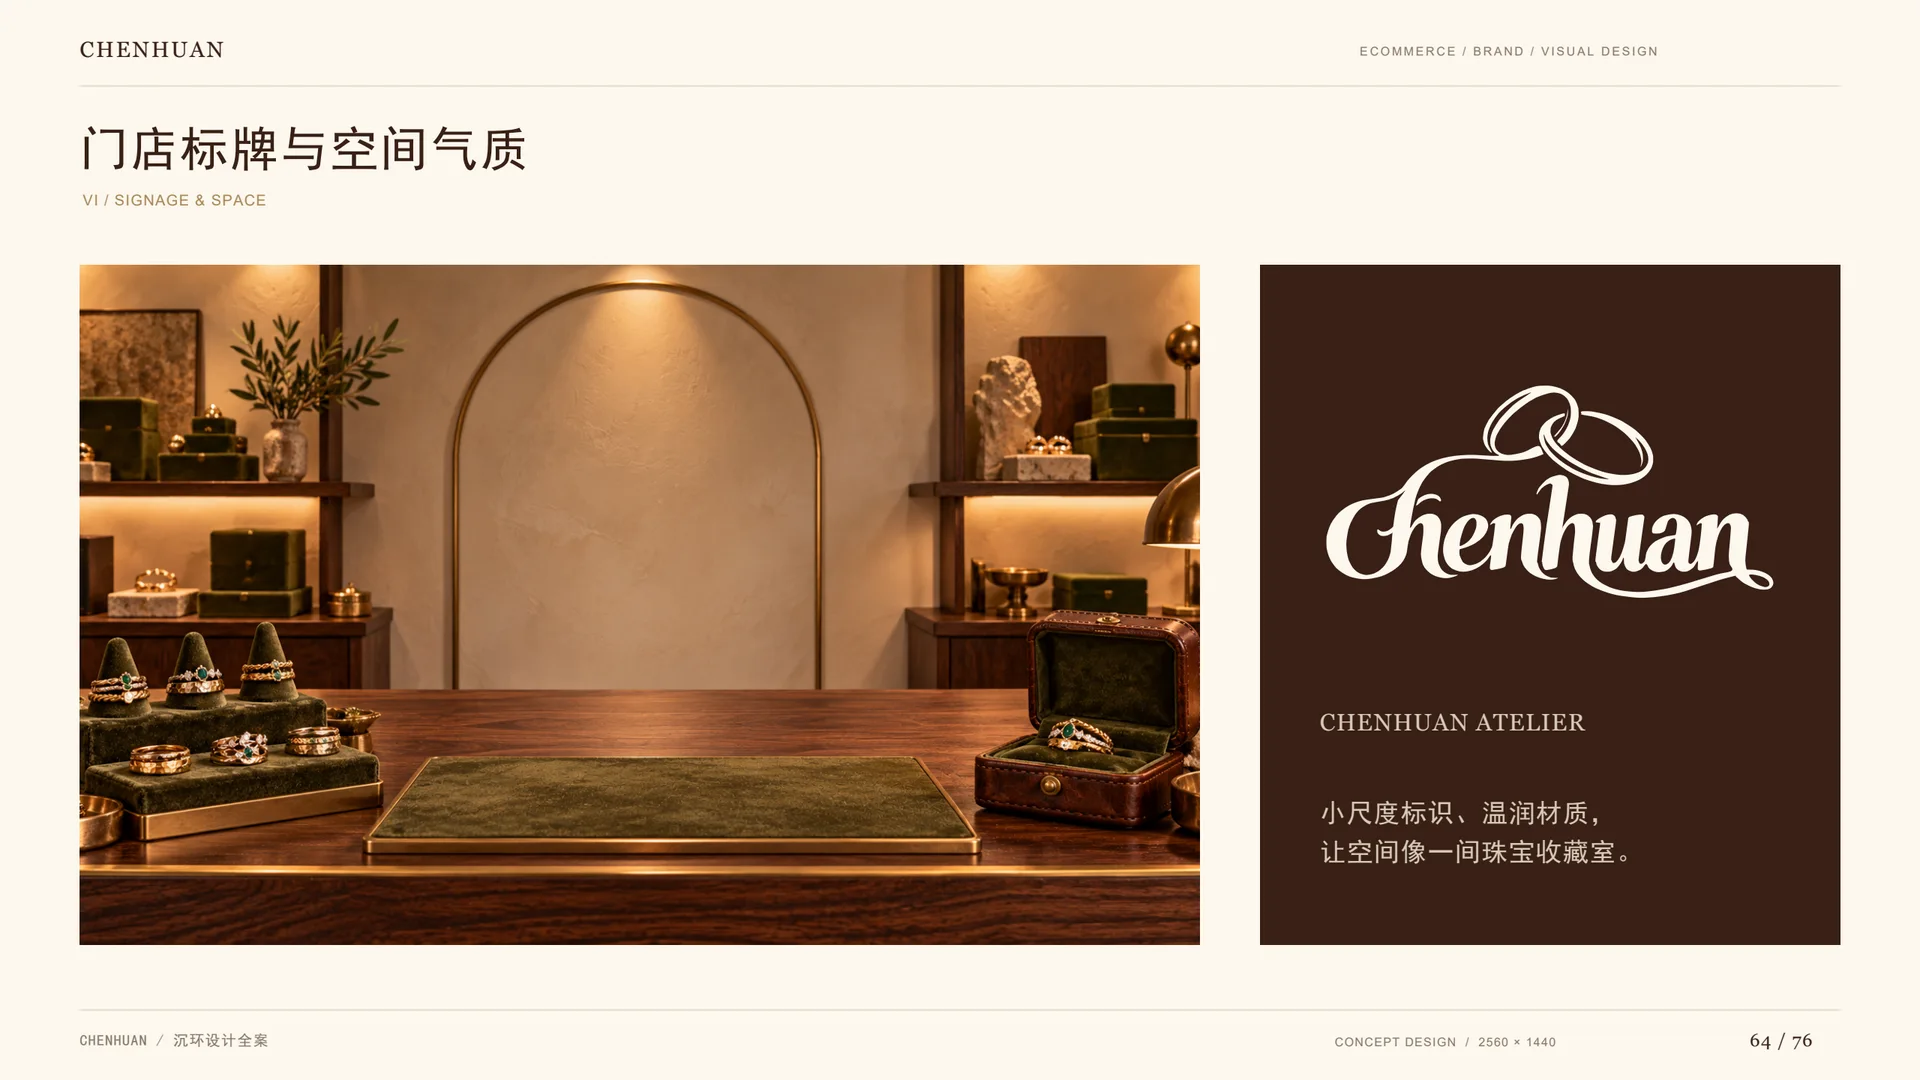 CHENHUAN
ECOMMERCE / BRAND / VISUAL DESIGN
门店标牌与空间气质
VI / SIGNAGE & SPACE
Chenhuan
CHENHUAN ATELIER
小尺度标识、温润材质，
让空间像一间珠宝收藏室。
CHENHUAN / 沉环设计全案
CONCEPT DESIGN / 2560 × 1440
64 / 76